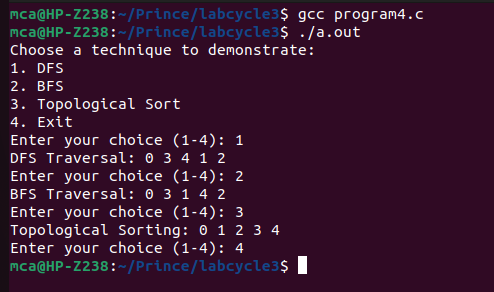 mca@HP-Z238:~/Prince/labcycle3$ gcc program4.c
mca@HP-Z238:~/Prince/labcycle3$ ./a.out
Choose a technique to demonstrate:
1. DFS
2. BFS
3. Topological Sort
4. Exit
Enter your choice (1-4): 1
DFS Traversal: 0 3 4 1 2
Enter your choice (1-4): 2
BFS Traversal: 0 3 1 4 2
Enter your choice (1-4): 3
Topological Sorting: 0 1 2 3 4
Enter your choice (1-4): 4
mca@HP-Z238:~/Prince/labcycle3$